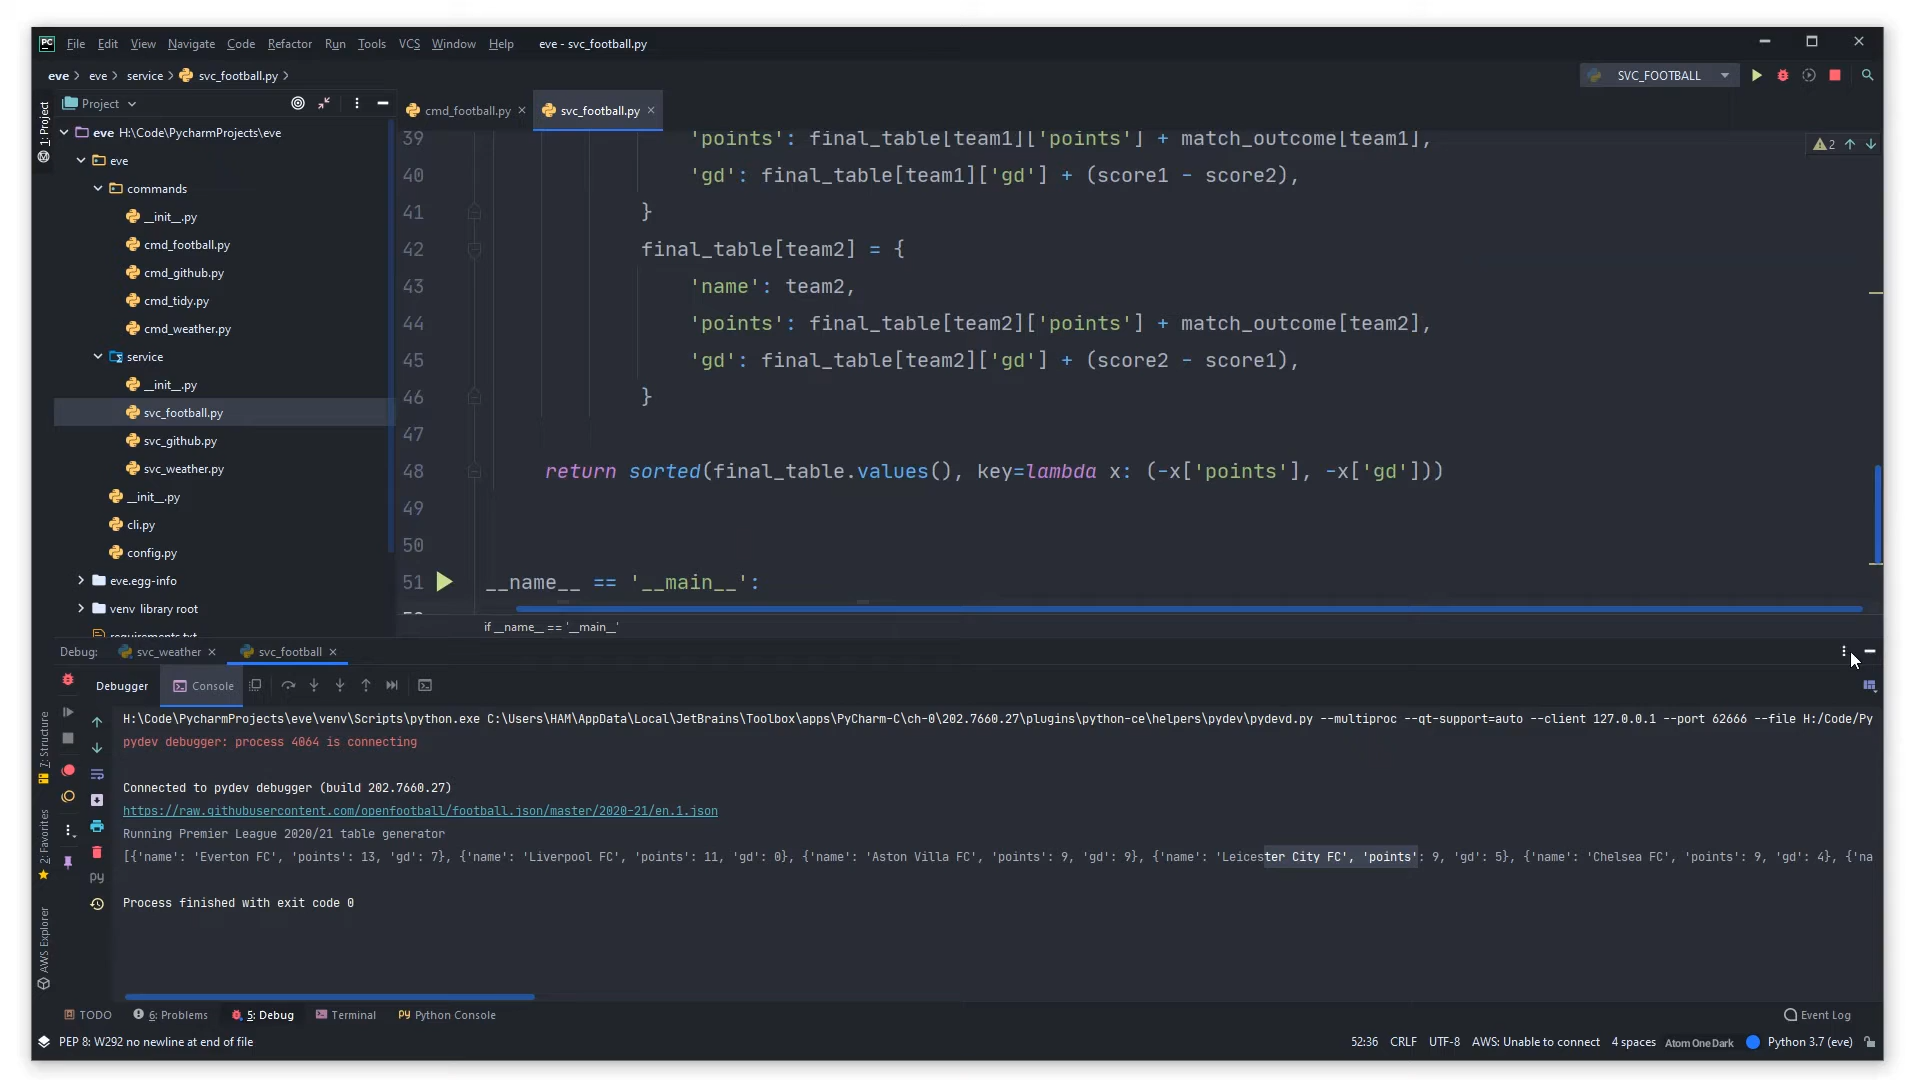 PC File Edit View Navigate Code Refactor Run Tools VCS Window Help eve - svc_football.py
eve eve service svc_football.py
SVC_FOOTBALL
1: Project
Project
eve H:\Code\PycharmProjects\eve
eve
commands
__init__.py
cmd_football.py
cmd_github.py
cmd_tidy.py
cmd_weather.py
service
__init__.py
svc_football.py
svc_github.py
svc_weather.py
__init__.py
cli.py
config.py
eve.egg-info
venv library root
requirements.txt
cmd_football.py svc_football.py
2
39 'points': final_table[team1]['points'] + match_outcome[team1],
40 'gd': final_table[team1]['gd'] + (score1 - score2),
41 }
42 final_table[team2] = {
43 'name': team2,
44 'points': final_table[team2]['points'] + match_outcome[team2],
45 'gd': final_table[team2]['gd'] + (score2 - score1),
46 }
47
48 return sorted(final_table.values(), key=lambda x: (-x['points'], -x['gd']))
49
50
51 __name__ == '__main__':
if __name__ == '__main__'
Debug: svc_weather svc_football
Debugger Console
H:\Code\PycharmProjects\eve\venv\Scripts\python.exe C:\Users\HAM\AppData\Local\JetBrains\Toolbox\apps\PyCharm-C\ch-0\202.7660.27\plugins\python-ce\helpers\pydev\pydevd.py --multiproc --qt-support=auto --client 127.0.0.1 --port 62666 --file H:/Code/Py
pydev debugger: process 4064 is connecting
Connected to pydev debugger (build 202.7660.27)
https://raw.githubusercontent.com/openfootball/football.json/master/2020-21/en.1.json
Running Premier League 2020/21 table generator
[{'name': 'Everton FC', 'points': 13, 'gd': 7}, {'name': 'Liverpool FC', 'points': 11, 'gd': 0}, {'name': 'Aston Villa FC', 'points': 9, 'gd': 9}, {'name': 'Leicester City FC', 'points': 9, 'gd': 5}, {'name': 'Chelsea FC', 'points': 9, 'gd': 4}, {'na
Process finished with exit code 0
7: Structure
2: Favorites
AWS Explorer
py
TODO 6: Problems 5: Debug Terminal PY Python Console Event Log
PEP 8: W292 no newline at end of file
52:36 CRLF UTF-8 AWS: Unable to connect 4 spaces Atom One Dark Python 3.7 (eve)